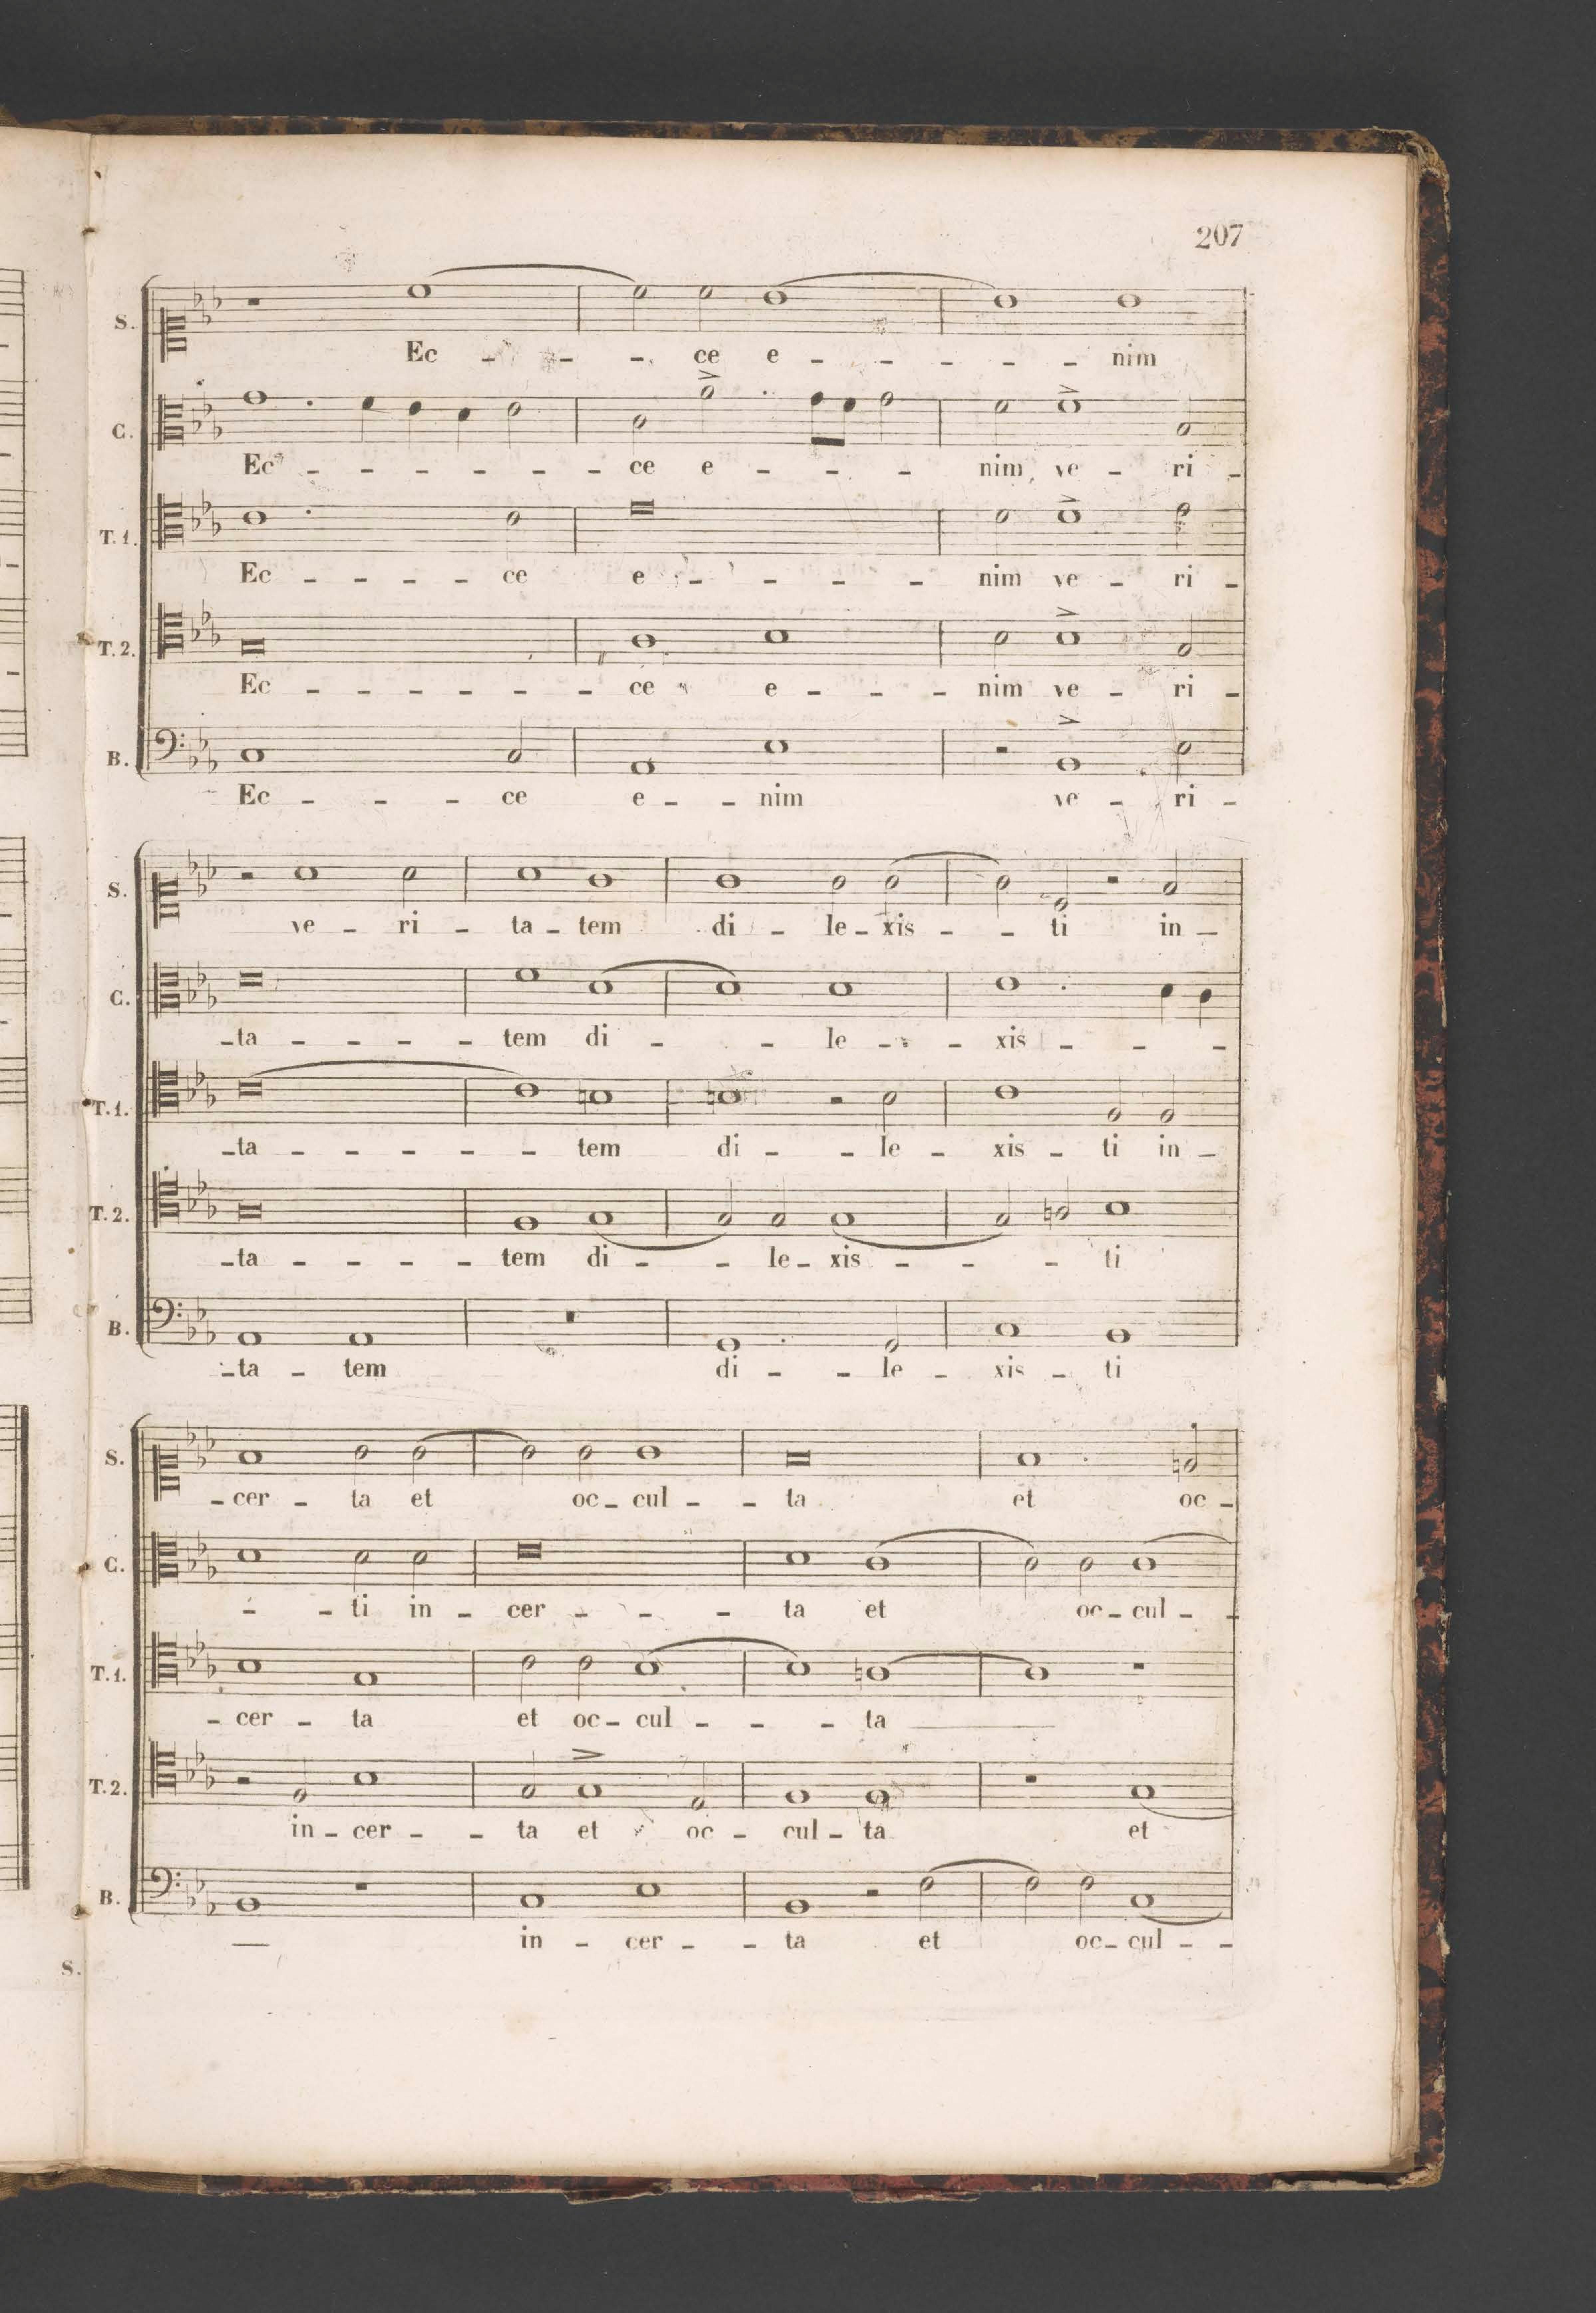 207
S.
Ec - - - ce e - - - - - nim
C.
Ec - - - - - - ce e - - - nim ve - ri -
T.1.
Ec - - - ce e - - - - nim ve - ri -
T.2.
Ec - - - - - ce e - - nim ve - ri -
B.
Ec - - - ce e - nim ve - ri -
S.
ve - ri - ta - tem di - le - xis - - ti in -
C.
- ta - - - - tem di - - le - - xis - - -
T.1.
- ta - - - - - tem di - - le - xis - ti in -
T.2.
- ta - - - - tem di - - le - xis - - - ti
B.
- ta - tem di - - le - xis - ti
S.
- cer - ta et oc - cul - - ta et oc -
C.
- - ti in - cer - - - ta et oc - cul - -
T.1.
- cer - ta et oc - cul - - - ta
T.2.
in - cer - - ta et oc - cul - ta et
B.
in - cer - - ta et oc - cul - -
S.